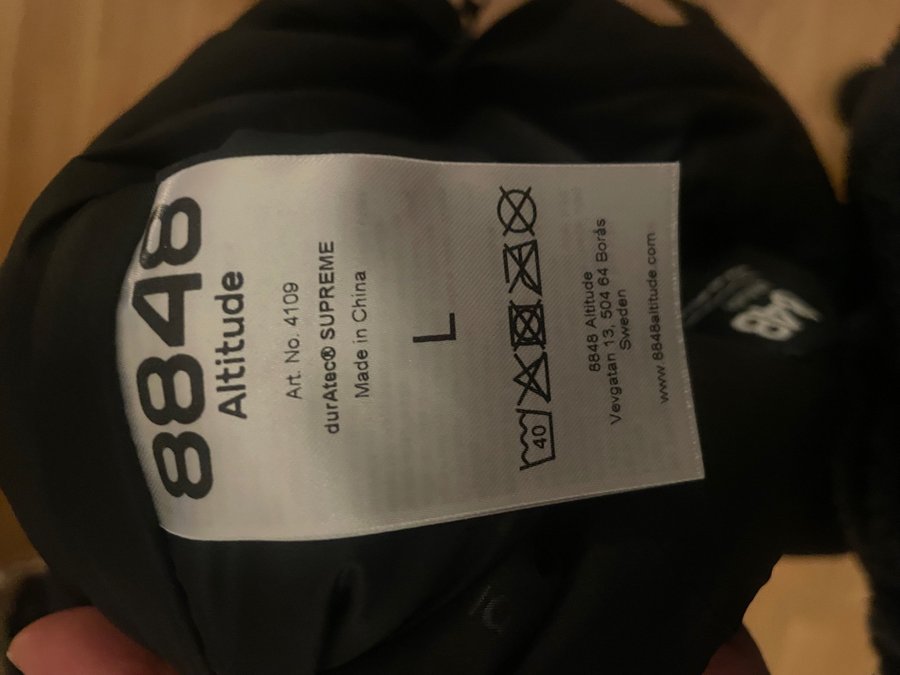 8848
Altitude
Art. No. 4109
durAtec® SUPREME
Made in China
L
40
8848 Altitude
Vevgatan 13, 504 64 Borås
Sweden
www.8848altitude.com